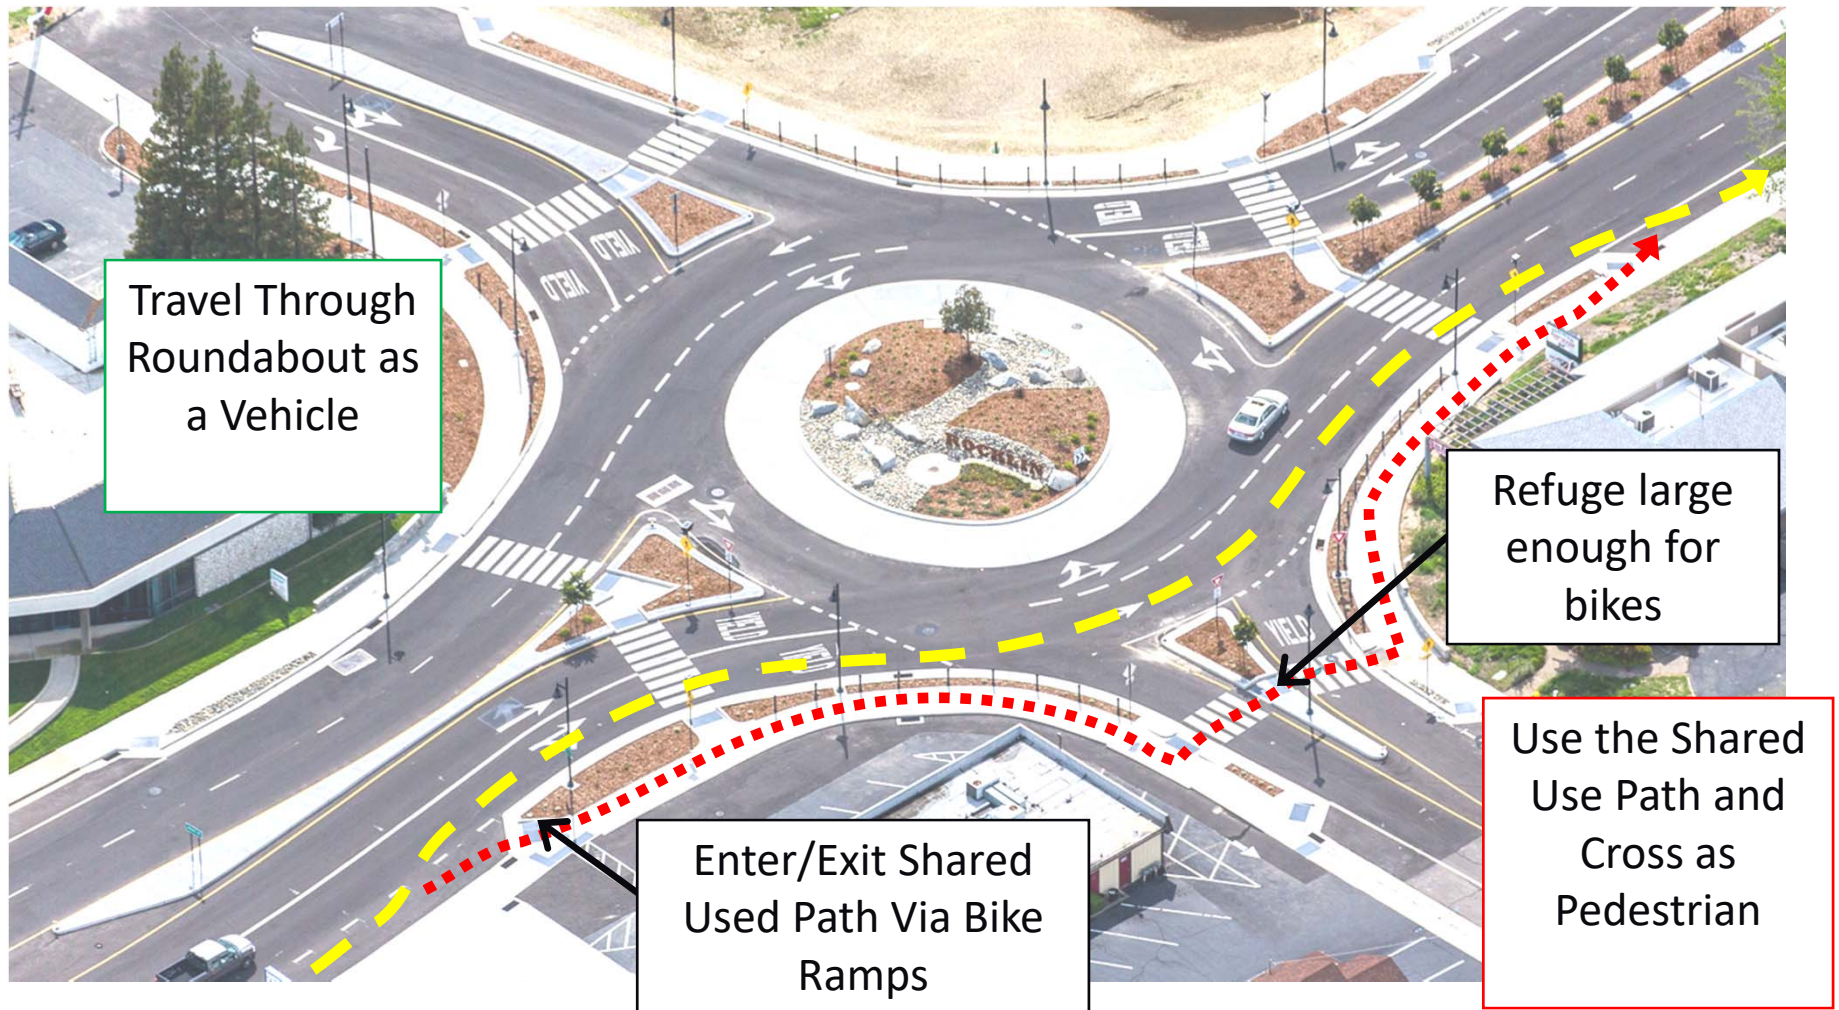 YIELD
YIELD
Travel Through
Roundabout as
a Vehicle
ROCKLIN
Refuge large
enough for
bikes
YIELD
YIELD
YIELD
Use the Shared
Use Path and
Cross as
Pedestrian
Enter/Exit Shared
Used Path Via Bike
Ramps